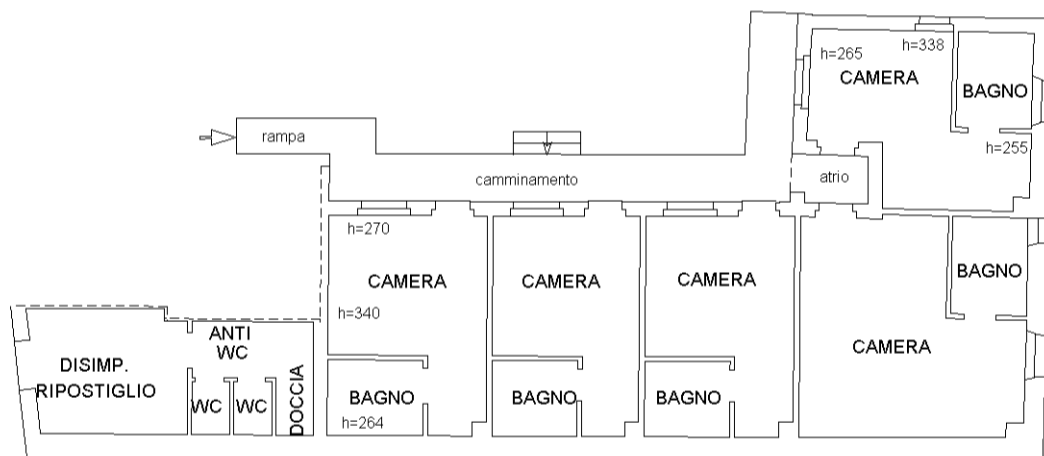 h=265
h=338
CAMERA
BAGNO
h=255
rampa
camminamento
atrio
h=270
CAMERA
CAMERA
CAMERA
BAGNO
h=340
ANTI
WC
DISIMP.
RIPOSTIGLIO
CAMERA
WC
WC
DOCCIA
BAGNO
BAGNO
BAGNO
h=264